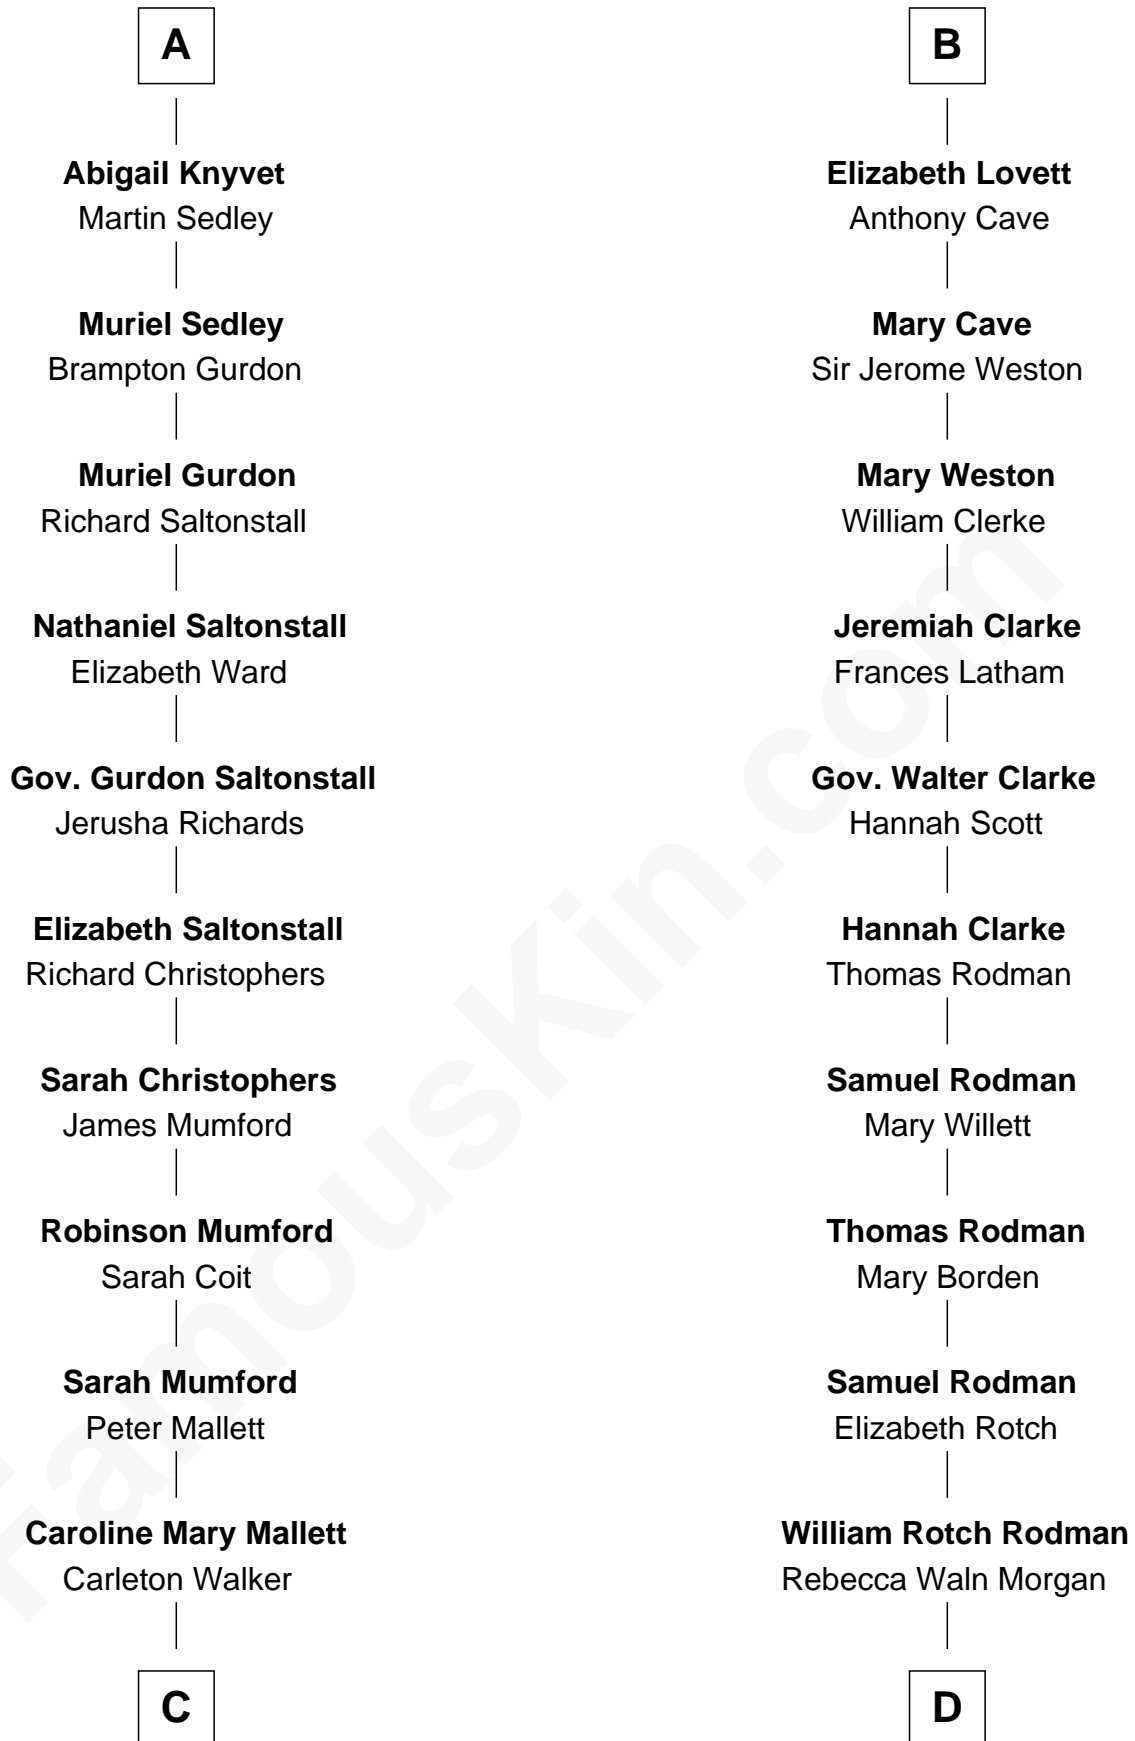 A
Abigail Knyvet
Martin Sedley
Muriel Sedley
Brampton Gurdon
Muriel Gurdon
Richard Saltonstall
Nathaniel Saltonstall
Elizabeth Ward
Gov. Gurdon Saltonstall
Jerusha Richards
Elizabeth Saltonstall
Richard Christophers
Sarah Christophers
James Mumford
Robinson Mumford
Sarah Coit
Sarah Mumford
Peter Mallett
Caroline Mary Mallett
Carleton Walker
C
B
Elizabeth Lovett
Anthony Cave
Mary Cave
Sir Jerome Weston
Mary Weston
William Clerke
Jeremiah Clarke
Frances Latham
Gov. Walter Clarke
Hannah Scott
Hannah Clarke
Thomas Rodman
Samuel Rodman
Mary Willett
Thomas Rodman
Mary Borden
Samuel Rodman
Elizabeth Rotch
William Rotch Rodman
Rebecca Waln Morgan
D
FamousKin.com